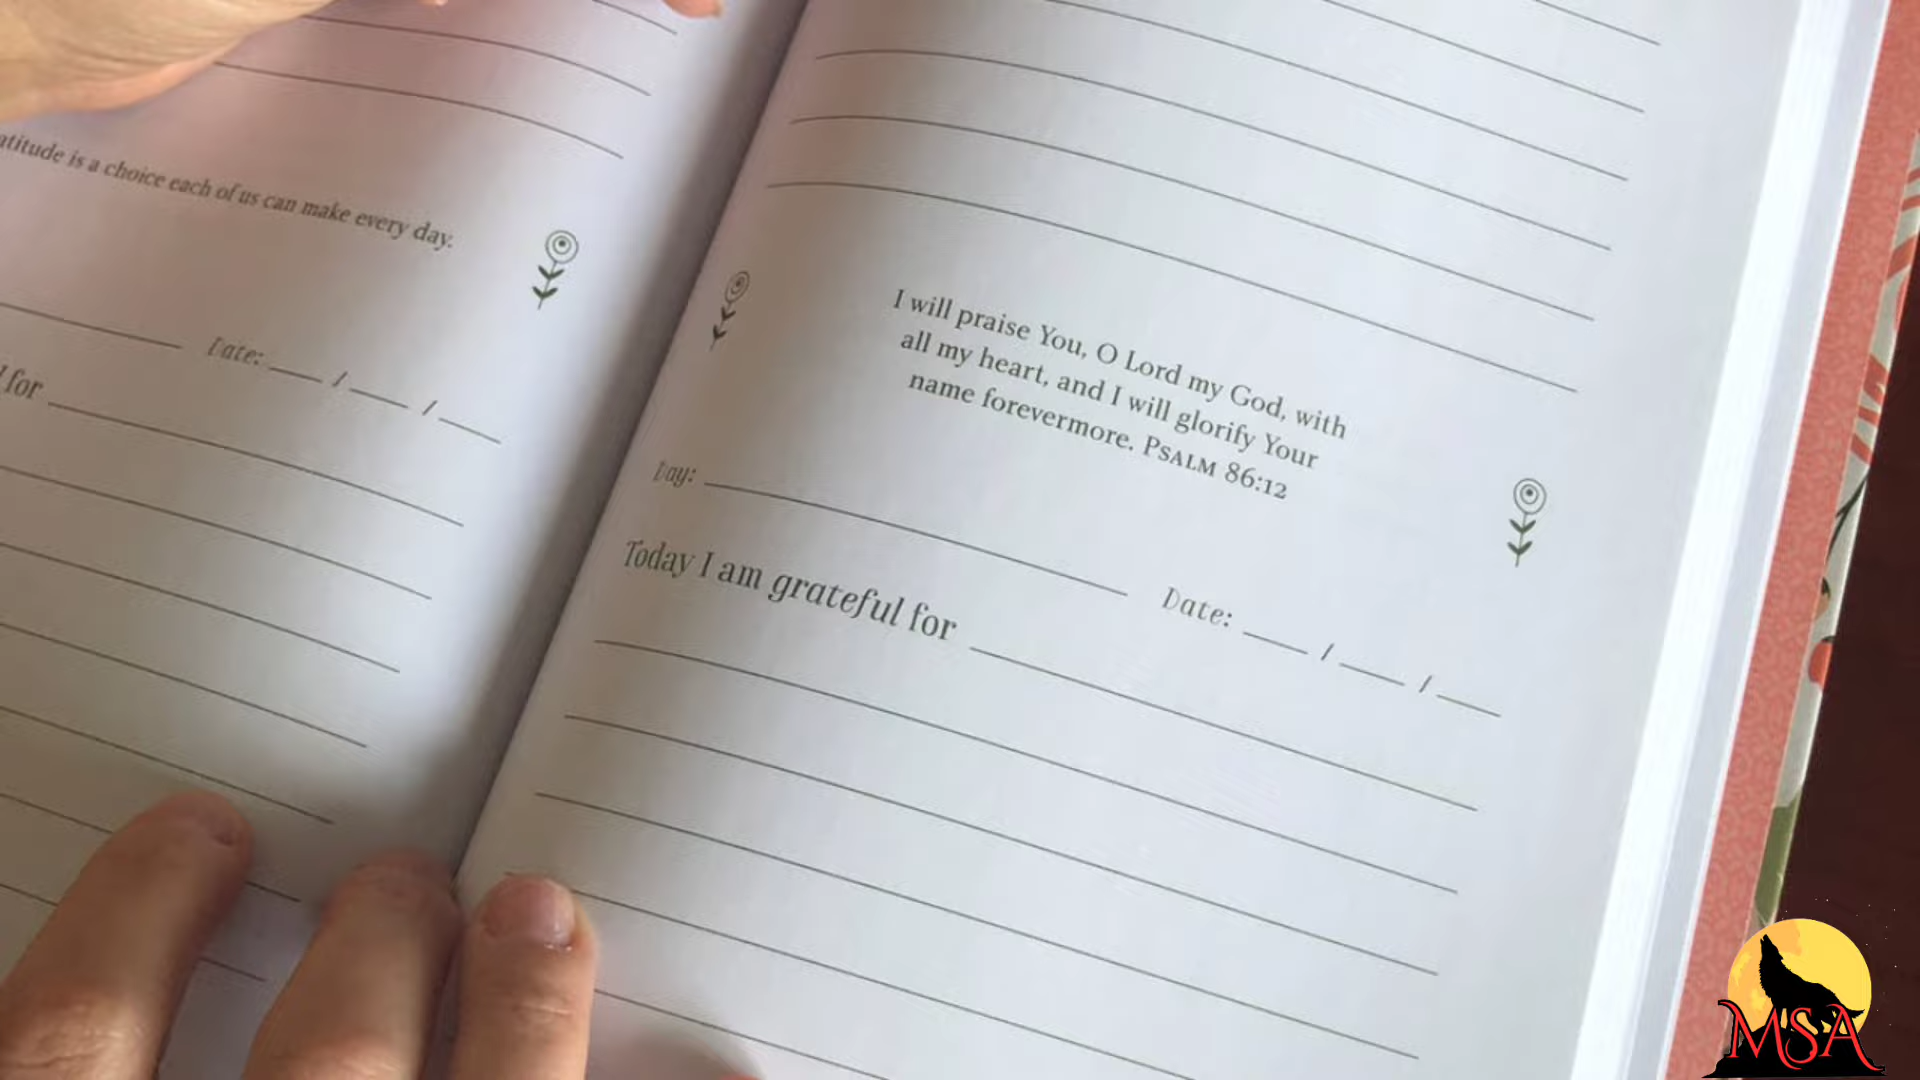 atitude is a choice each of us can make every day.
Date: / /
for
I will praise You, O Lord my God, with
all my heart, and I will glorify Your
name forevermore. PSALM 86:12
Day:
Date: / /
Today I am grateful for
MSA